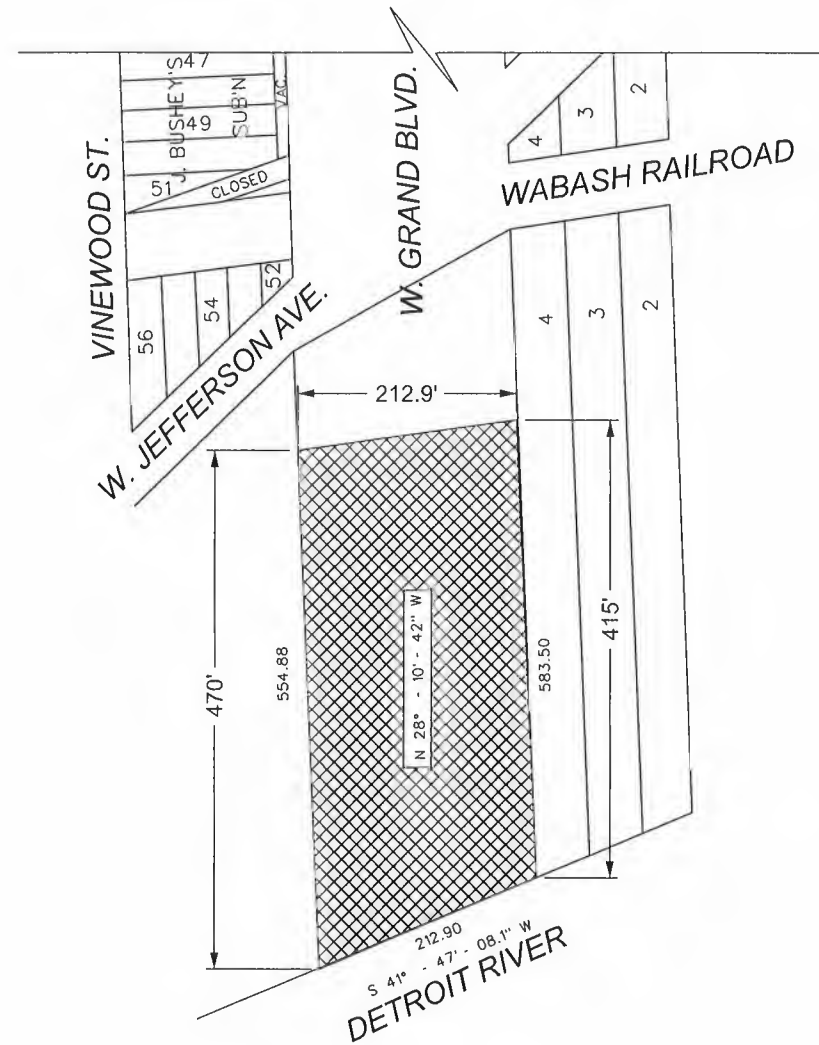 47
J. BUSHEY'S
SUB'N
VAC.
49
51
CLOSED
VINEWOOD ST.
W. GRAND BLVD.
4
3
2
WABASH RAILROAD
56
54
52
W. JEFFERSON AVE.
4
3
2
212.9'
470'
554.88
N 28° - 10' - 42" W
583.50
415'
212.90
S 41° - 47' - 08.1" W
DETROIT RIVER